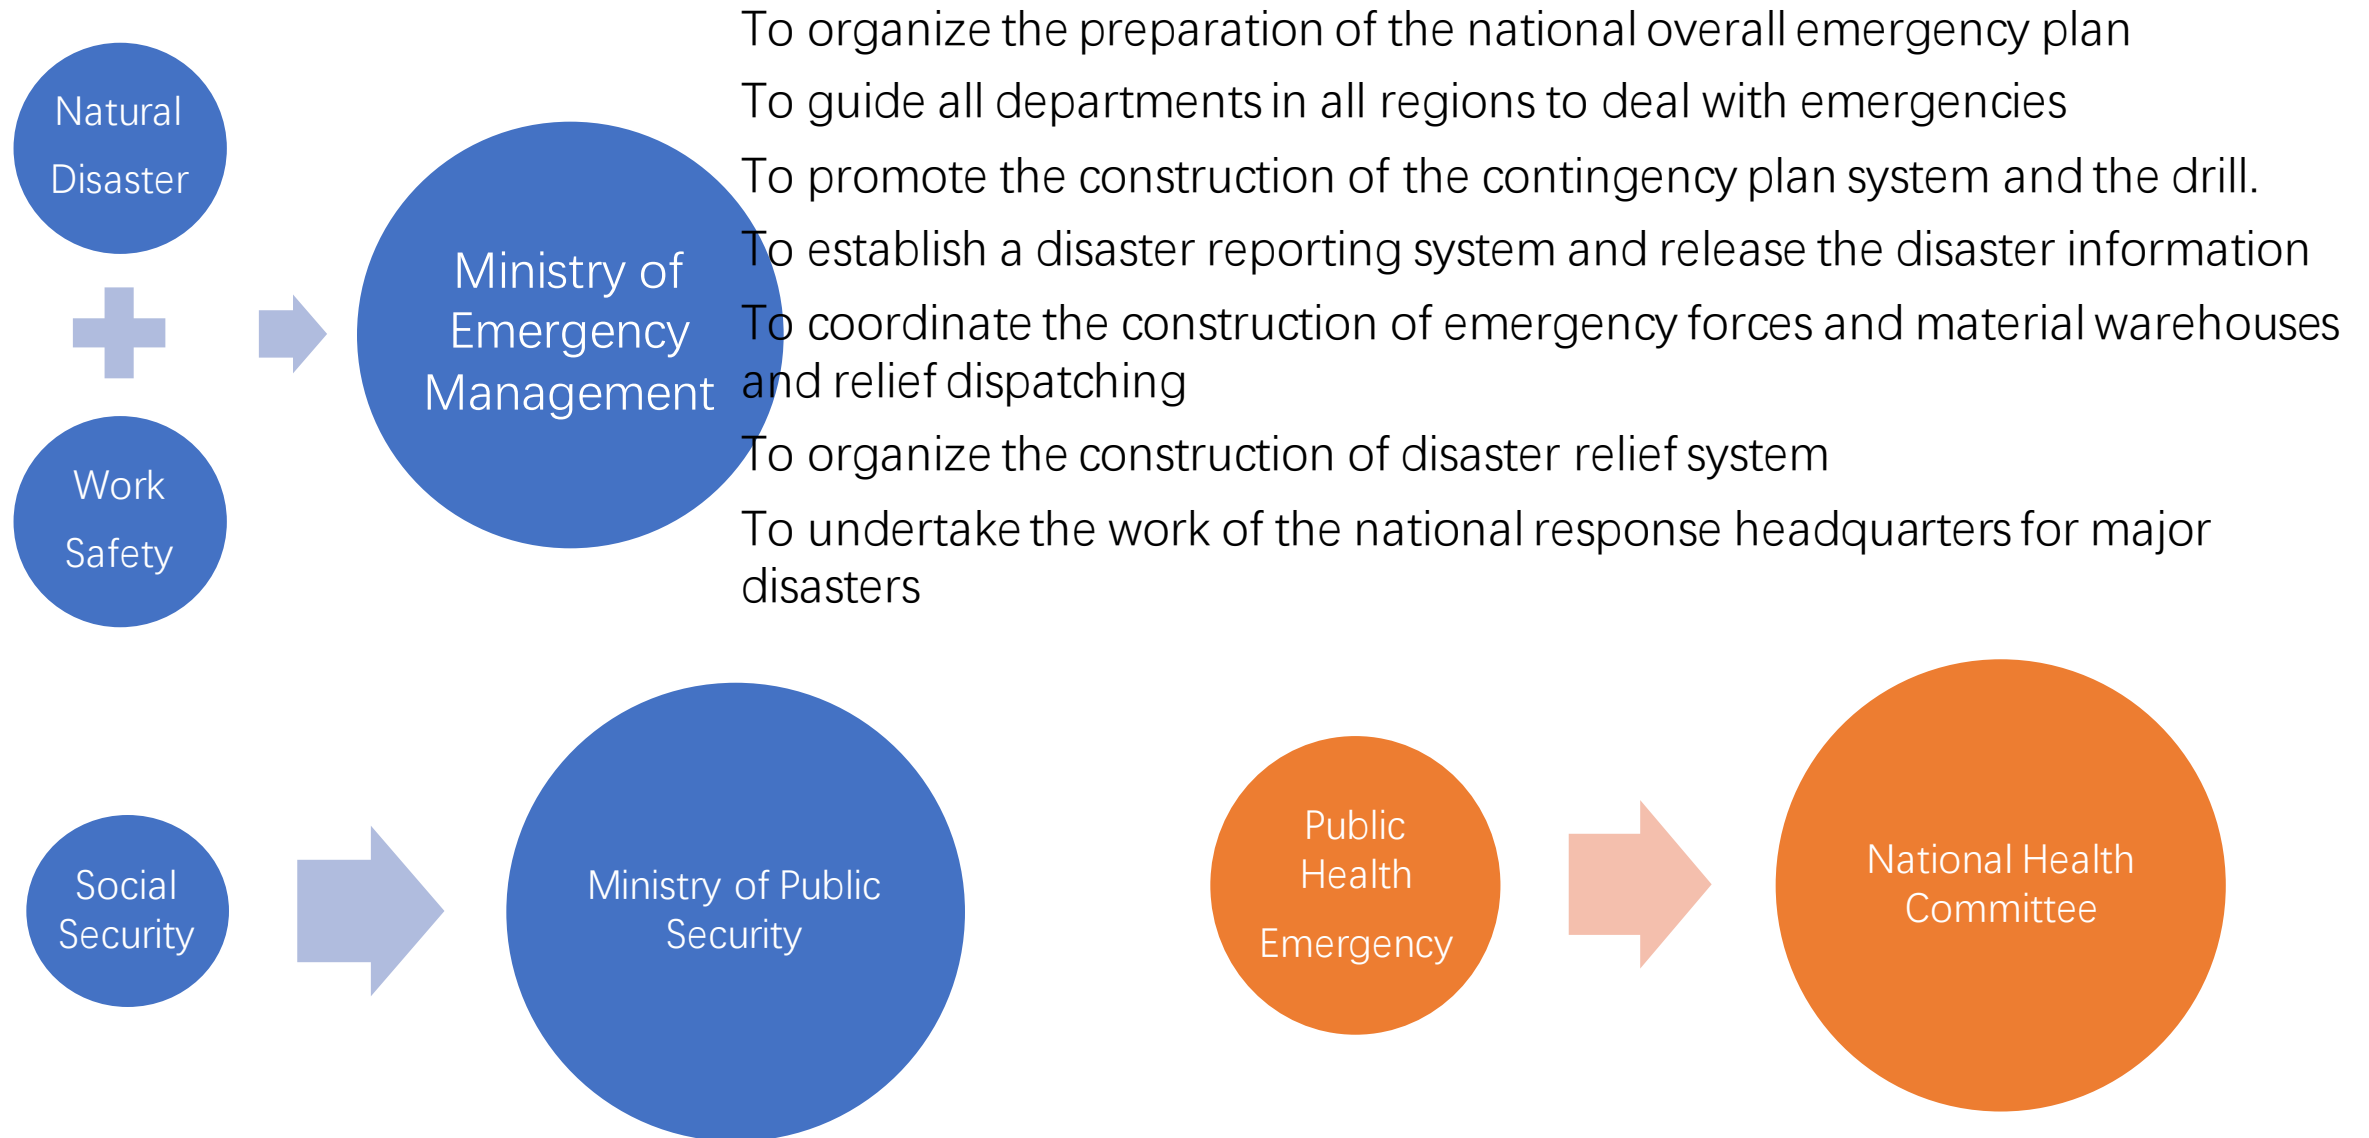 Natural
Disaster
Work
Safety
Ministry of
Emergency
Management
To organize the preparation of the national overall emergency plan
To guide all departments in all regions to deal with emergencies
To promote the construction of the contingency plan system and the drill.
To establish a disaster reporting system and release the disaster information
To coordinate the construction of emergency forces and material warehouses
and relief dispatching
To organize the construction of disaster relief system
To undertake the work of the national response headquarters for major
disasters
Social
Security
Ministry of Public
Security
Public
Health
Emergency
National Health
Committee